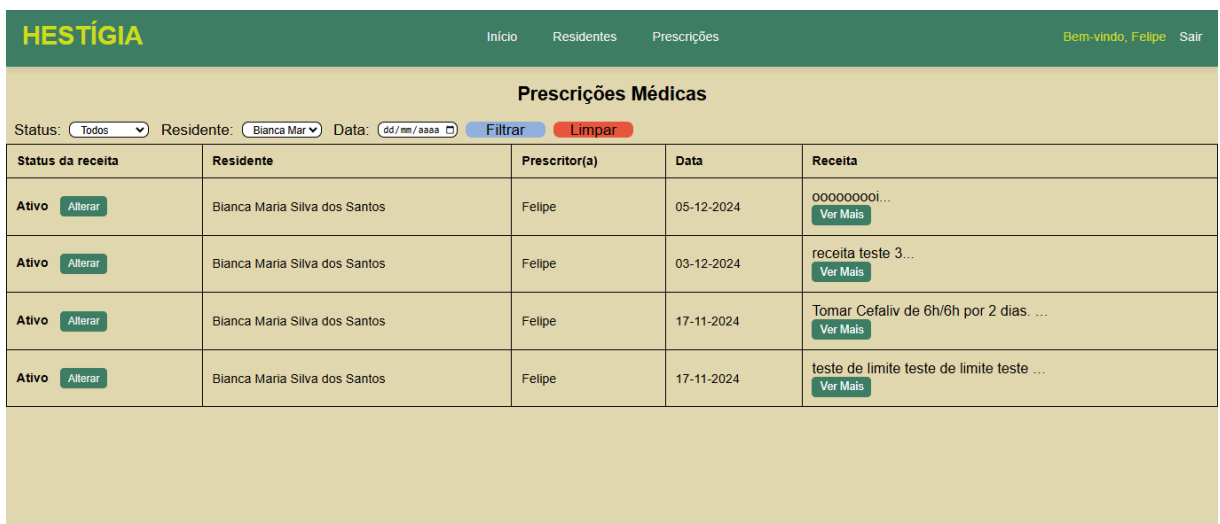 HESTÍGIA Início Residentes Prescrições Bem-vindo, Felipe Sair
Prescrições Médicas
Status: Todos Residente: Bianca Mar Data: dd/mm/aaaa Filtrar Limpar
Status da receita Residente Prescritor(a) Data Receita
Ativo Alterar Bianca Maria Silva dos Santos Felipe 05-12-2024 ooooooooi...
Ver Mais
Ativo Alterar Bianca Maria Silva dos Santos Felipe 03-12-2024 receita teste 3...
Ver Mais
Ativo Alterar Bianca Maria Silva dos Santos Felipe 17-11-2024 Tomar Cefaliv de 6h/6h por 2 dias. ...
Ver Mais
Ativo Alterar Bianca Maria Silva dos Santos Felipe 17-11-2024 teste de limite teste de limite teste ...
Ver Mais